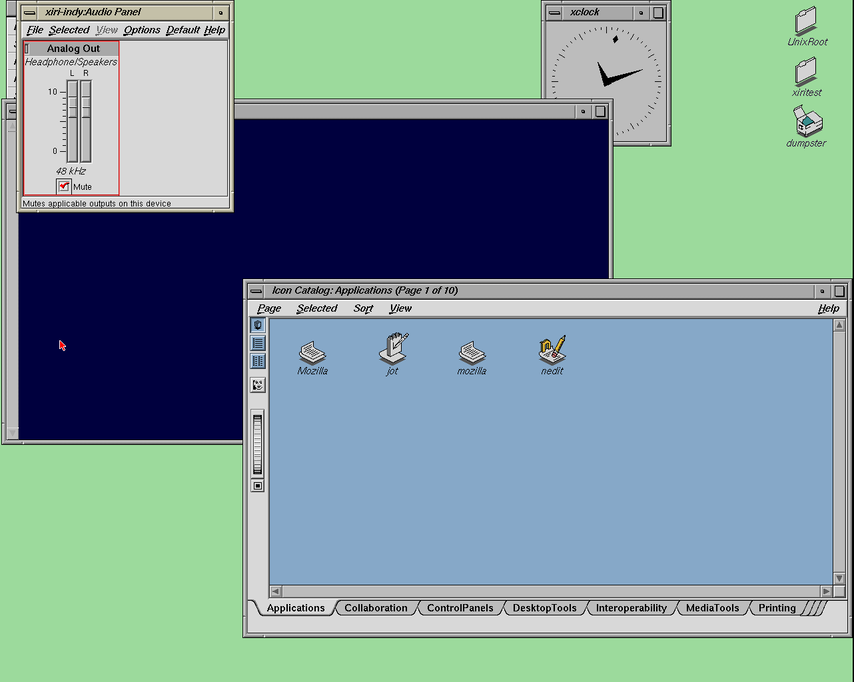 xiri-indy:Audio Panel
File Selected View Options Default Help
Analog Out
Headphone/Speakers
L R
10
0
48 kHz
Mute
Mutes applicable outputs on this device
xclock
UnixRoot
xiritest
dumpster
Icon Catalog: Applications (Page 1 of 10)
Page Selected Sort View Help
Mozilla jot mozilla nedit
Applications Collaboration ControlPanels DesktopTools Interoperability MediaTools Printing